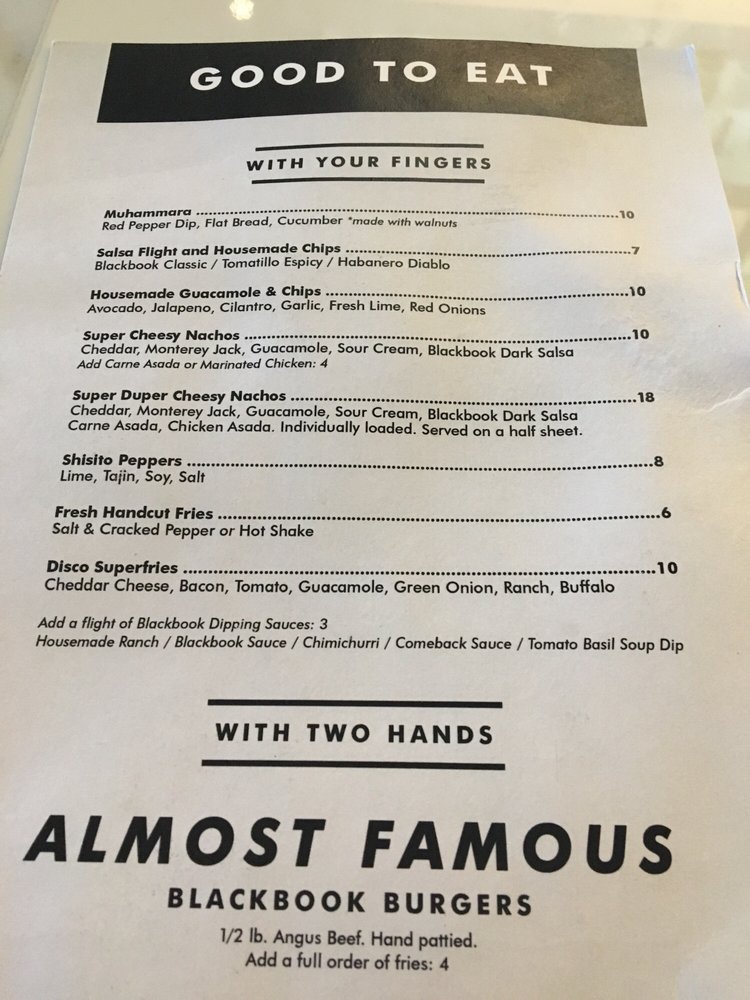 GOOD TO EAT
WITH YOUR FINGERS
Muhammara ........ 10
Red Pepper Dip, Flat Bread, Cucumber *made with walnuts
Salsa Flight and Housemade Chips ........ 7
Blackbook Classic / Tomatillo Espicy / Habanero Diablo
Housemade Guacamole & Chips ........ 10
Avocado, Jalapeno, Cilantro, Garlic, Fresh Lime, Red Onions
Super Cheesy Nachos ........ 10
Cheddar, Monterey Jack, Guacamole, Sour Cream, Blackbook Dark Salsa
Add Carne Asada or Marinated Chicken: 4
Super Duper Cheesy Nachos ........ 18
Cheddar, Monterey Jack, Guacamole, Sour Cream, Blackbook Dark Salsa
Carne Asada, Chicken Asada. Individually loaded. Served on a half sheet.
Shisito Peppers ........ 8
Lime, Tajin, Soy, Salt
Fresh Handcut Fries ........ 6
Salt & Cracked Pepper or Hot Shake
Disco Superfries ........ 10
Cheddar Cheese, Bacon, Tomato, Guacamole, Green Onion, Ranch, Buffalo
Add a flight of Blackbook Dipping Sauces: 3
Housemade Ranch / Blackbook Sauce / Chimichurri / Comeback Sauce / Tomato Basil Soup Dip
WITH TWO HANDS
ALMOST FAMOUS
BLACKBOOK BURGERS
1/2 lb. Angus Beef. Hand pattied.
Add a full order of fries: 4